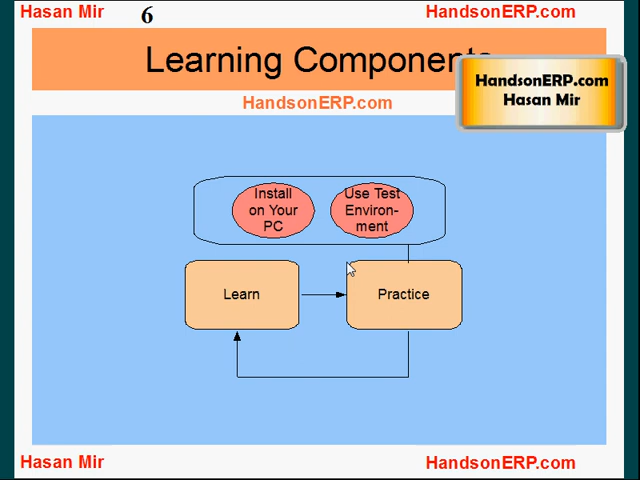 Hasan Mir
6
HandsonERP.com
Learning Components
HandsonERP.com
Hasan Mir
HandsonERP.com
Install
on Your
PC
Use Test
Environ-
ment
Learn
Practice
Hasan Mir
HandsonERP.com